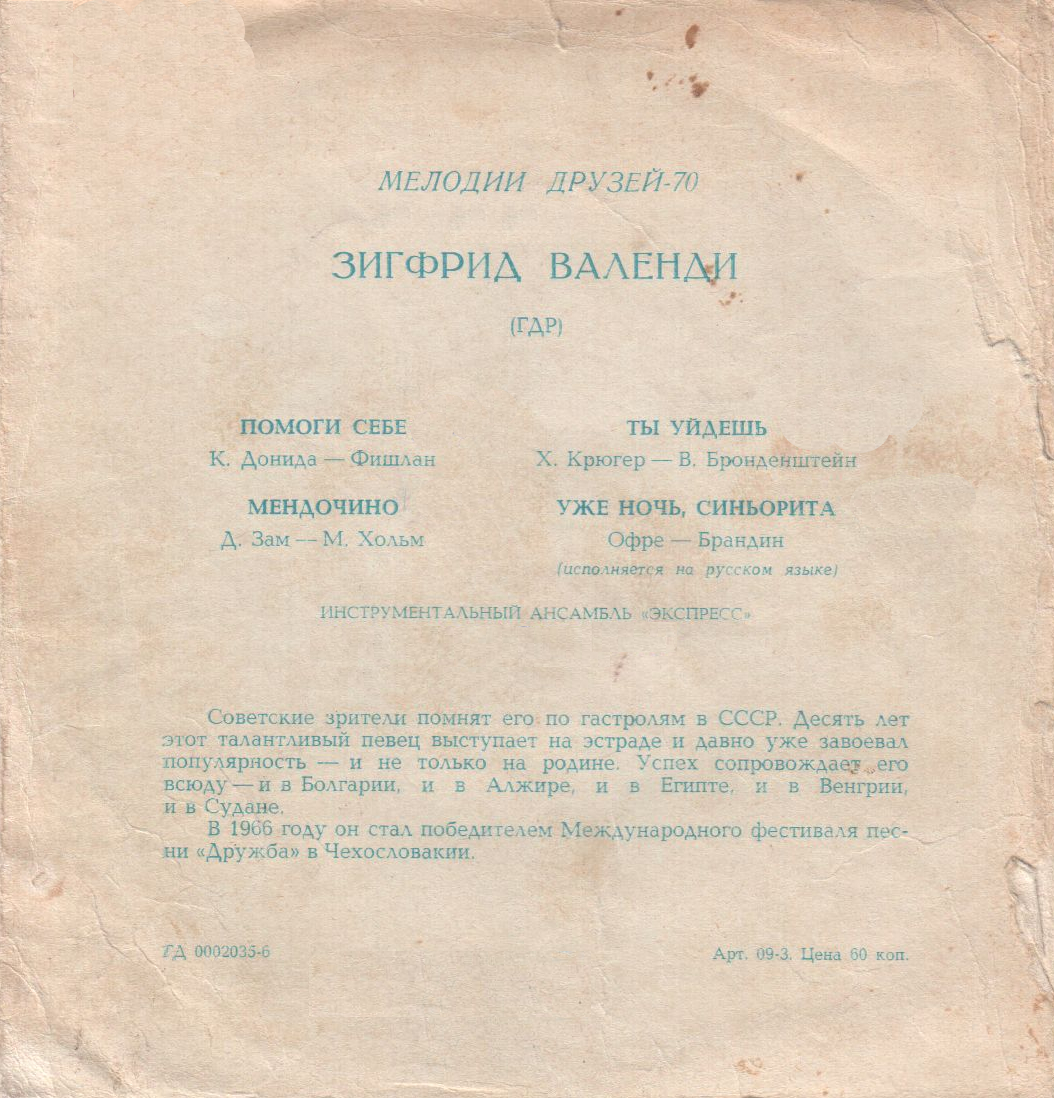 МЕЛОДИИ ДРУЗЕЙ-70
ЗИГФРИД ВАЛЕНДИ
(ГДР)
ПОМОГИ СЕБЕ
К. Донида — Фишлан
МЕНДОЧИНО
Д. Зам — М. Хольм
ТЫ УЙДЕШЬ
Х. Крюгер — В. Бронденштейн
УЖЕ НОЧЬ, СИНЬОРИТА
Офре — Брандин
(исполняется на русском языке)
ИНСТРУМЕНТАЛЬНЫЙ АНСАМБЛЬ «ЭКСПРЕСС»
Советские зрители помнят его по гастролям в СССР. Десять лет
этот талантливый певец выступает на эстраде и давно уже завоевал
популярность — и не только на родине. Успех сопровождает его
всюду — и в Болгарии, и в Алжире, и в Египте, и в Венгрии,
и в Судане.
В 1966 году он стал победителем Международного фестиваля пес-
ни «Дружба» в Чехословакии.
ГД 0002035-6
Арт. 09-3. Цена 60 коп.